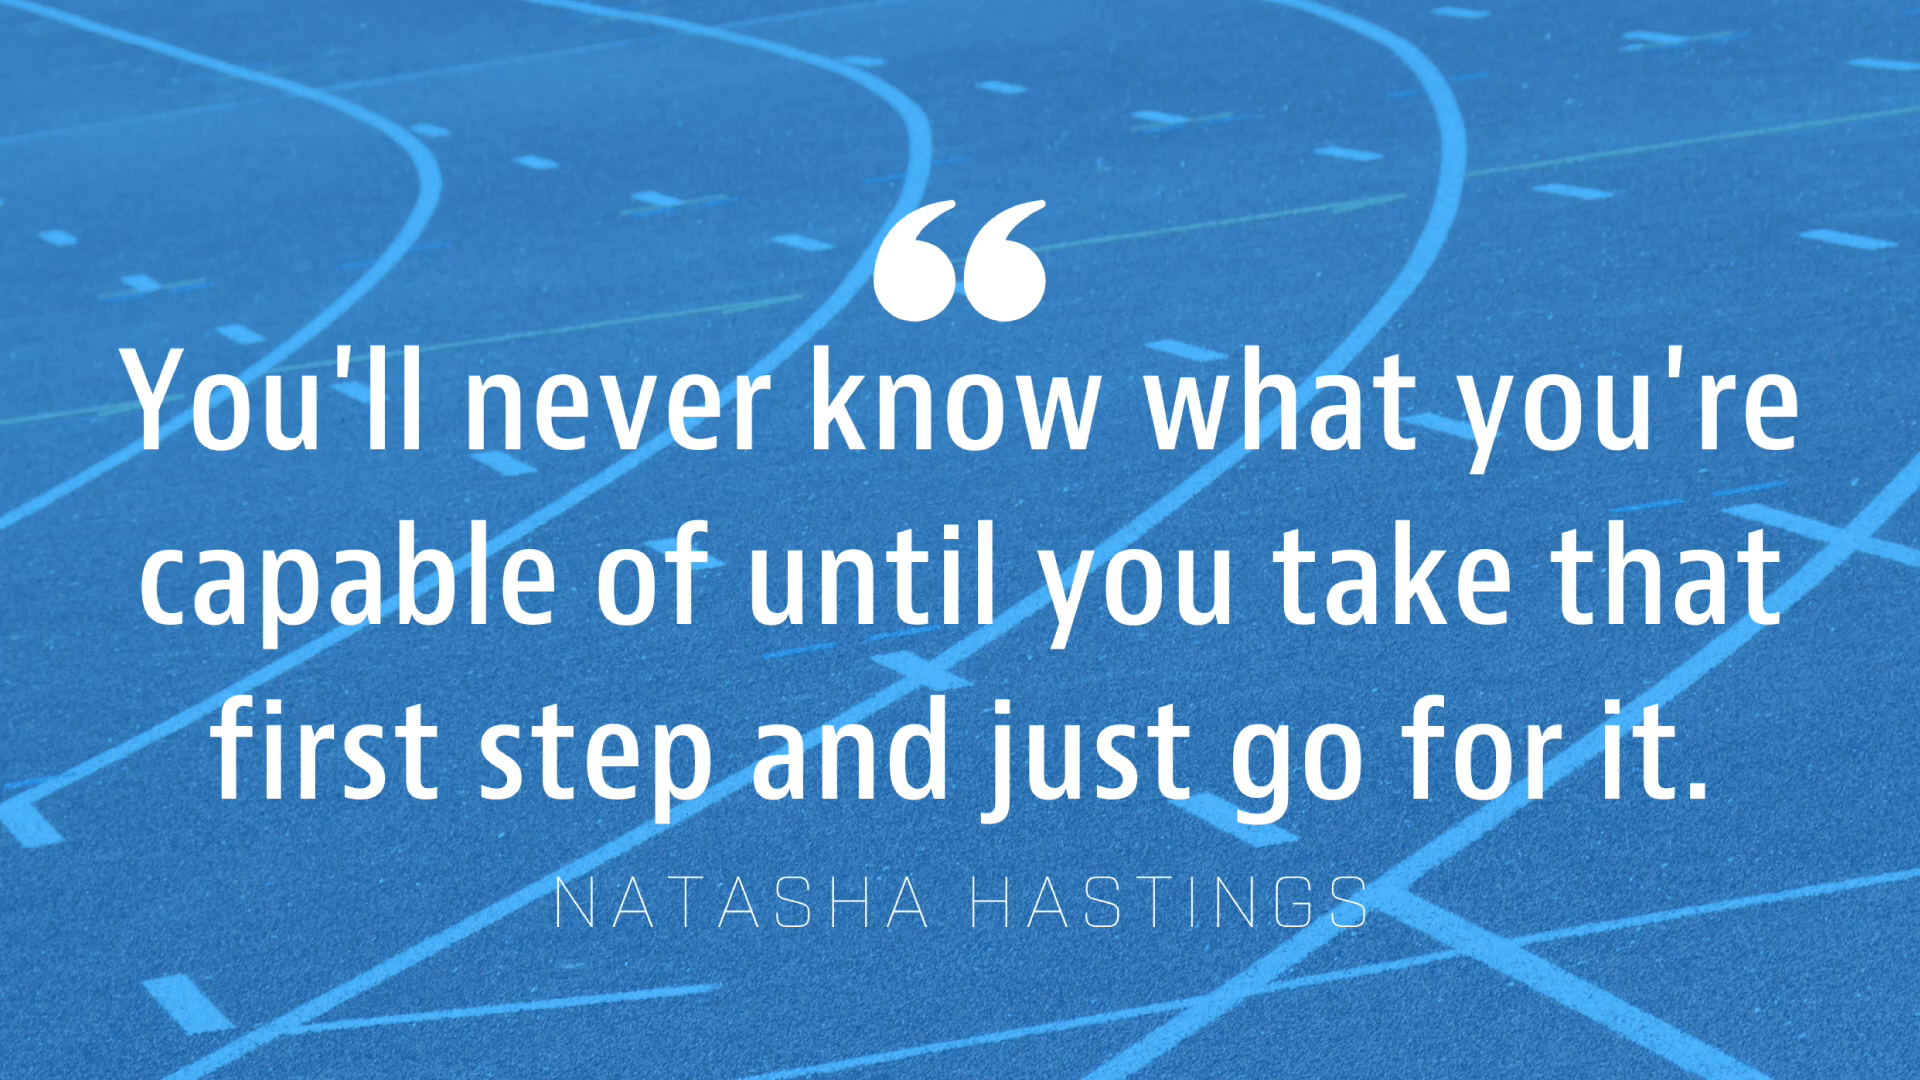 “
You'll never know what you're
capable of until you take that
first step and just go for it.
NATASHA HASTINGS